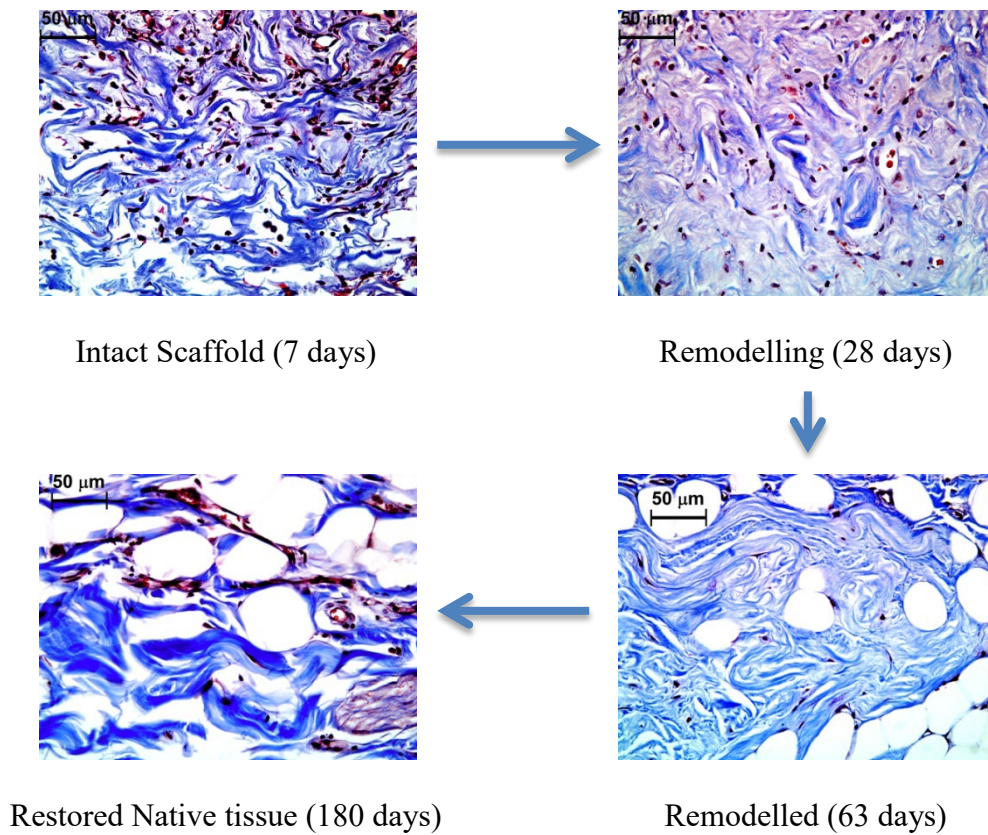 50 µm
50 µm
Intact Scaffold (7 days)
Remodelling (28 days)
50 µm
50 µm
Restored Native tissue (180 days)
Remodelled (63 days)